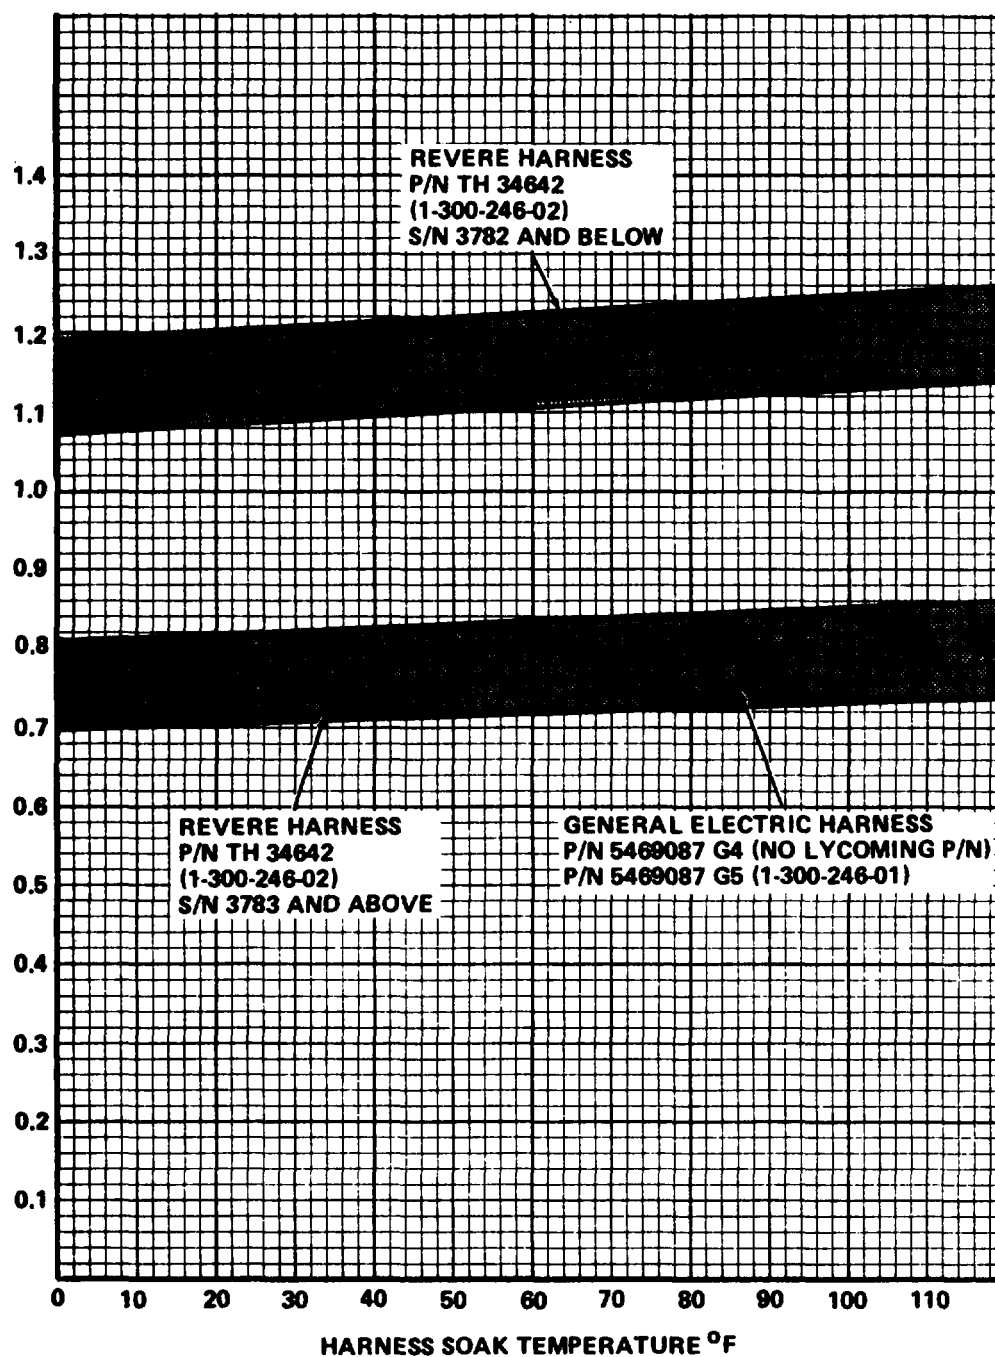 REVERE HARNESS
P/N TH 34642
(1-300-246-02)
S/N 3782 AND BELOW
1.4
1.3
1.2
1.1
1.0
0.9
0.8
0.7
0.6
0.5
0.4
0.3
0.2
0.1
REVERE HARNESS
P/N TH 34642
(1-300-246-02)
S/N 3783 AND ABOVE
GENERAL ELECTRIC HARNESS
P/N 5469087 G4 (NO LYCOMING P/N)
P/N 5469087 G5 (1-300-246-01)
0 10 20 30 40 50 60 70 80 90 100 110
HARNESS SOAK TEMPERATURE °F